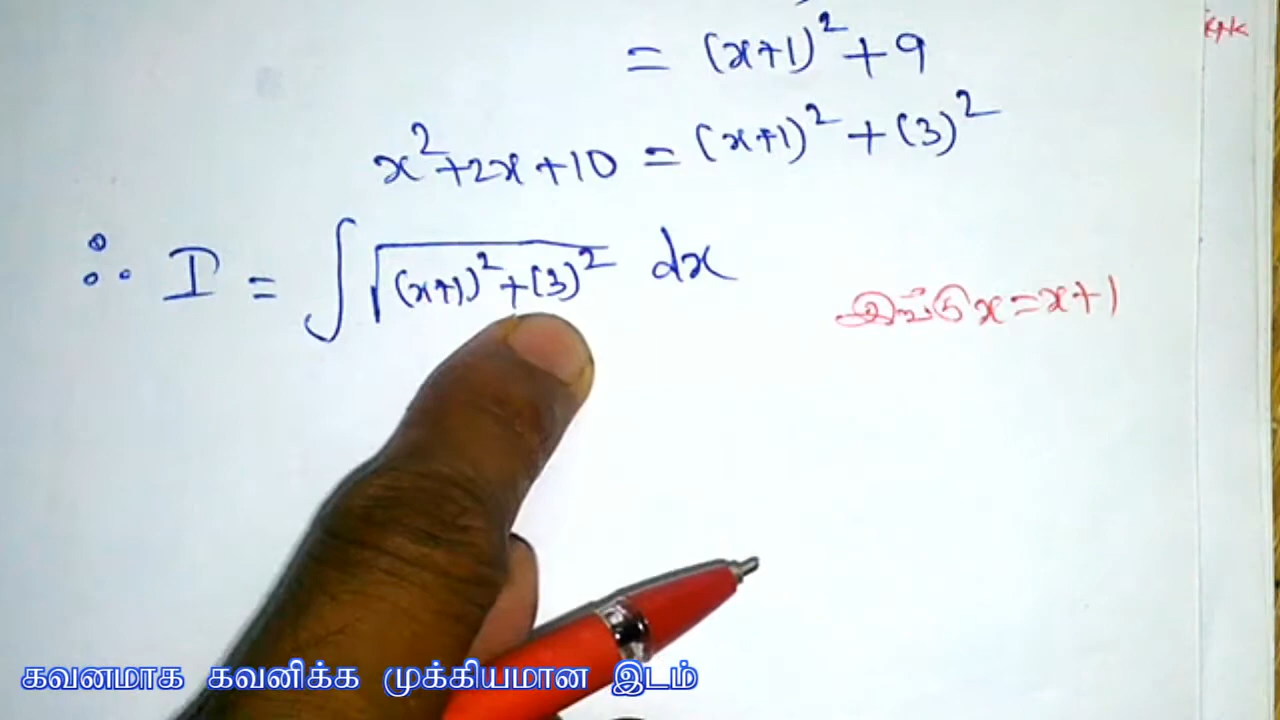 = (x+1)² + 9
x² + 2x + 10 = (x+1)² + (3)²
∴ I = ∫ √((x+1)² + (3)²) dx
இங்கு x = x+1
கவனமாக கவனிக்க முக்கியமான இடம்